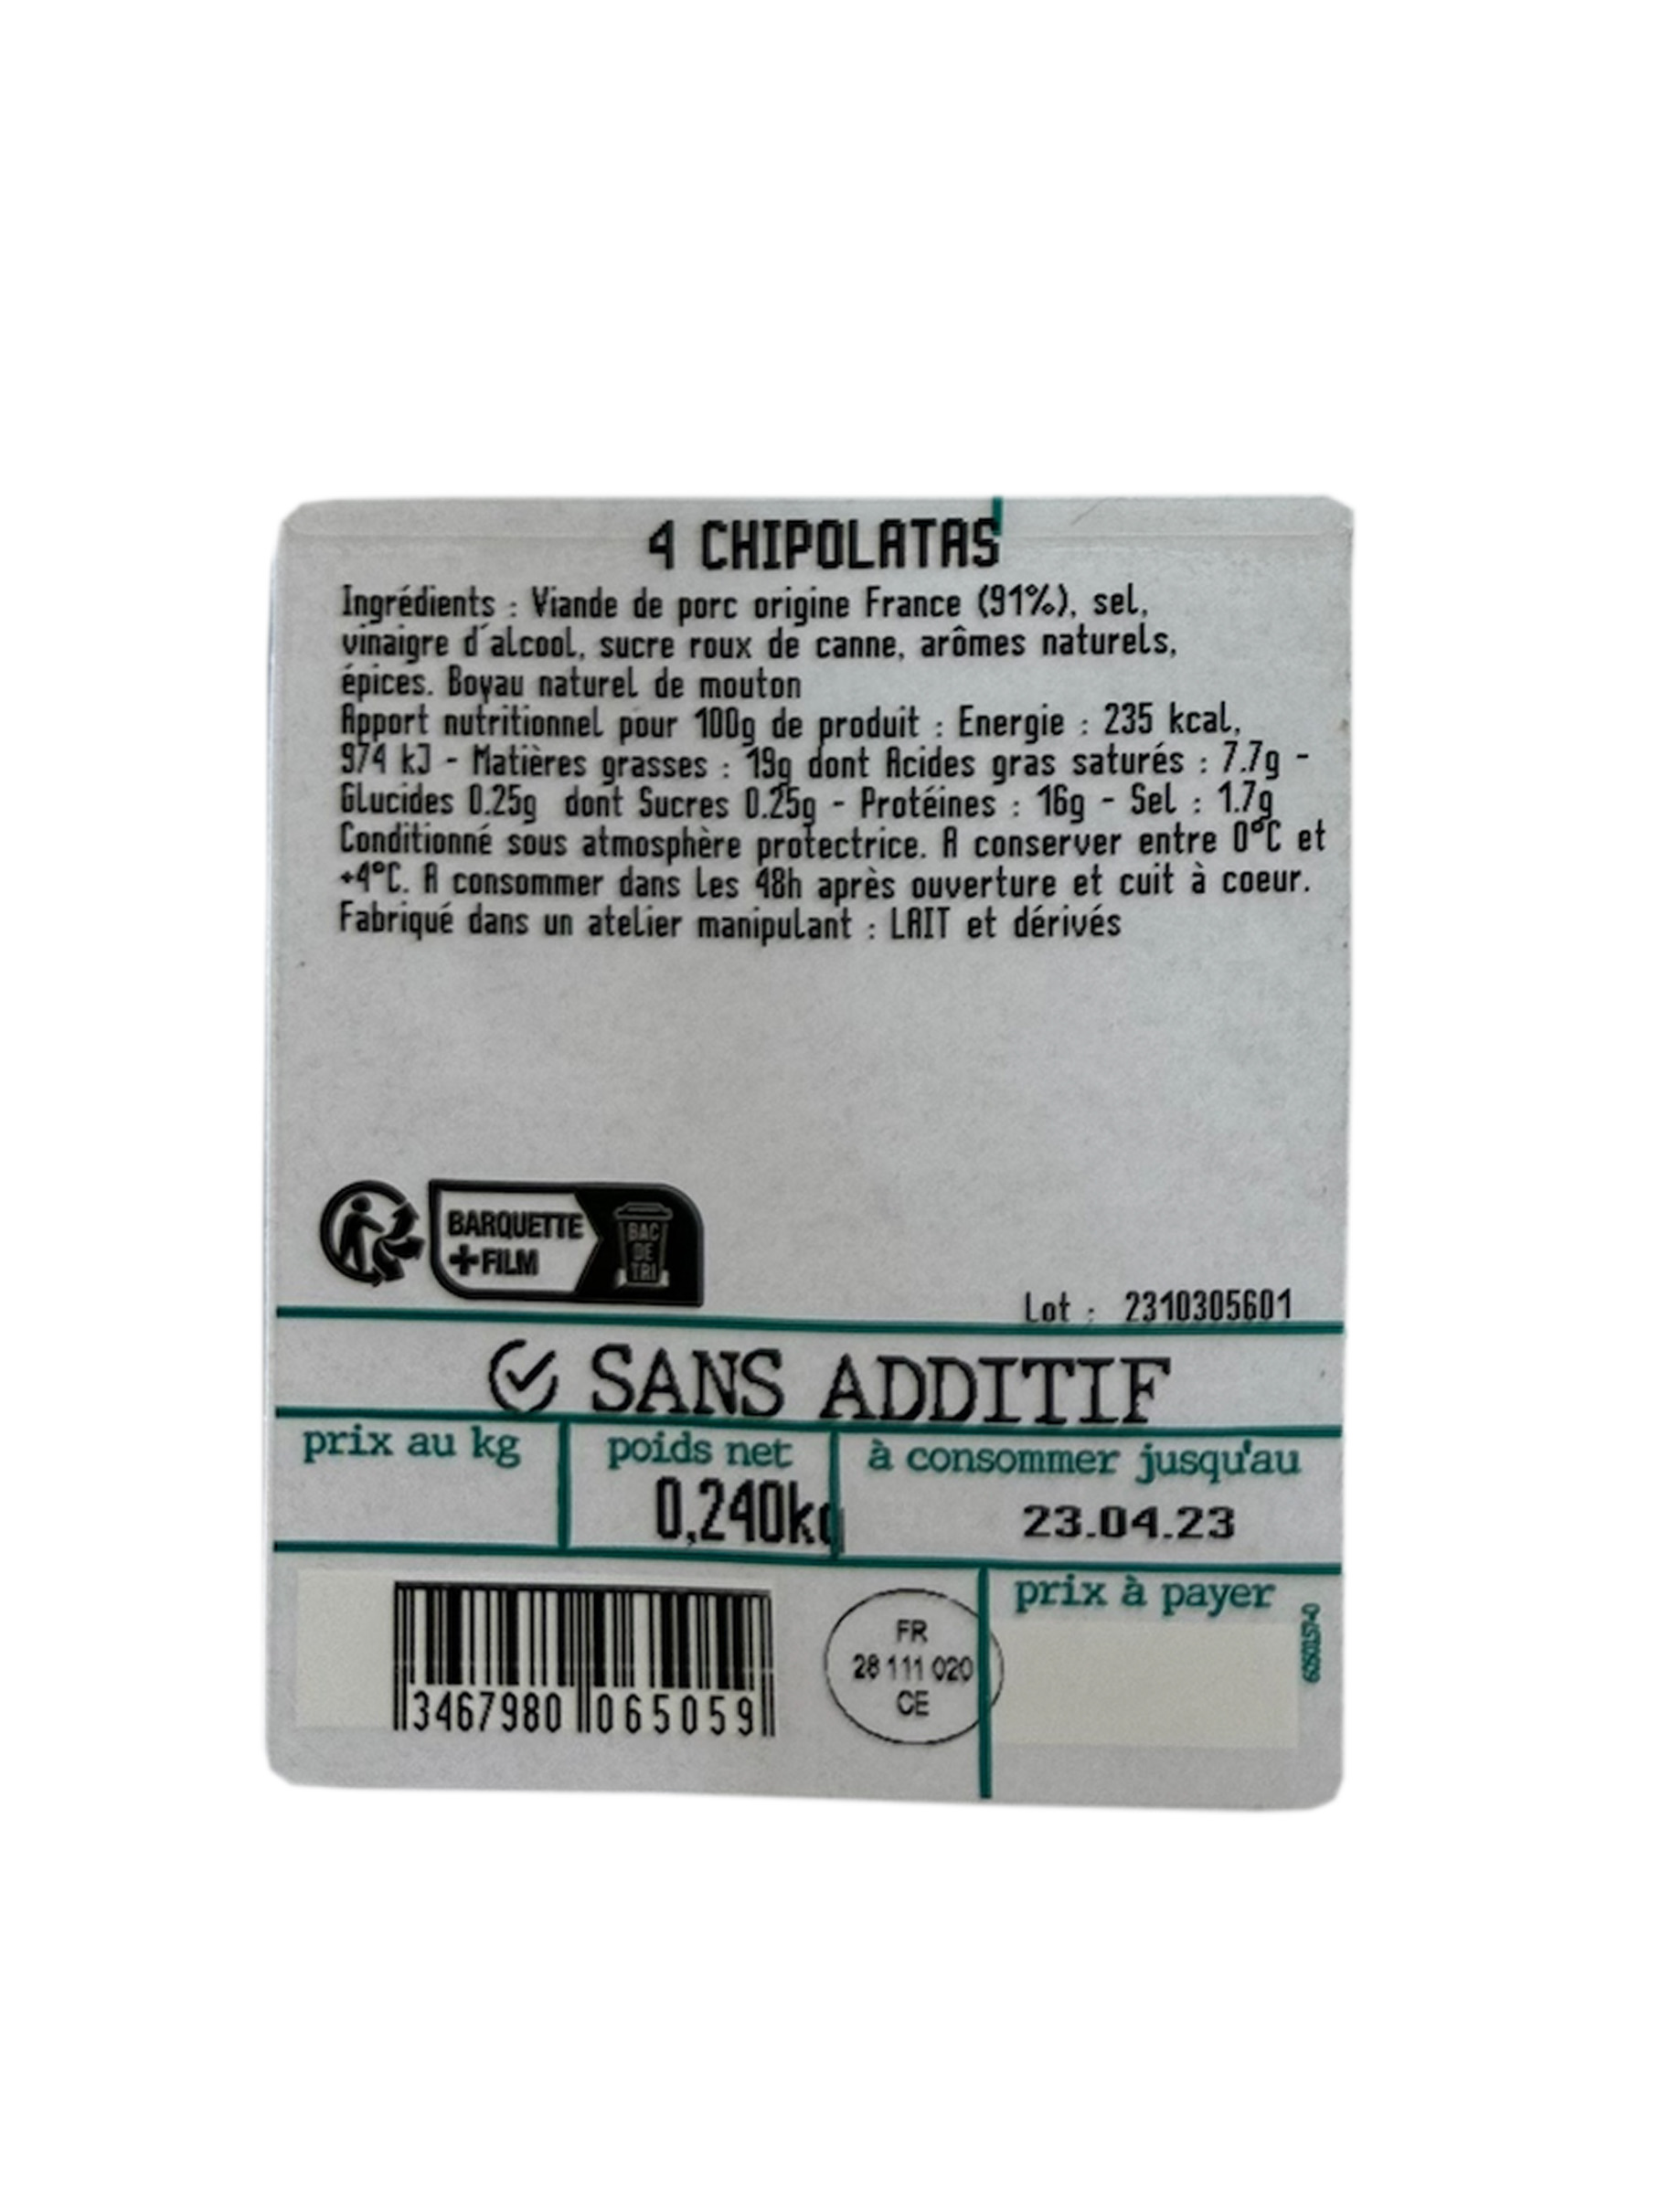 4 CHIPOLATAS
Ingrédients : Viande de porc origine France (91%), sel,
vinaigre d'alcool, sucre roux de canne, arômes naturels,
épices. Boyau naturel de mouton
Apport nutritionnel pour 100g de produit : Energie : 235 kcal,
974 kJ - Matières grasses : 19g dont Acides gras saturés : 7.7g -
Glucides 0.25g dont Sucres 0.25g - Protéines : 16g - Sel : 1.7g
Conditionné sous atmosphère protectrice. A conserver entre 0°C et
+4°C. A consommer dans les 48h après ouverture et cuit à coeur.
Fabriqué dans un atelier manipulant : LAIT et dérivés
BARQUETTE
+FILM
BAC
DE
TRI
Lot : 2310305601
SANS ADDITIF
prix au kg
poids net
à consommer jusqu'au
0,240kg
23.04.23
prix à payer
FR
28 111 020
CE
3467980 065059